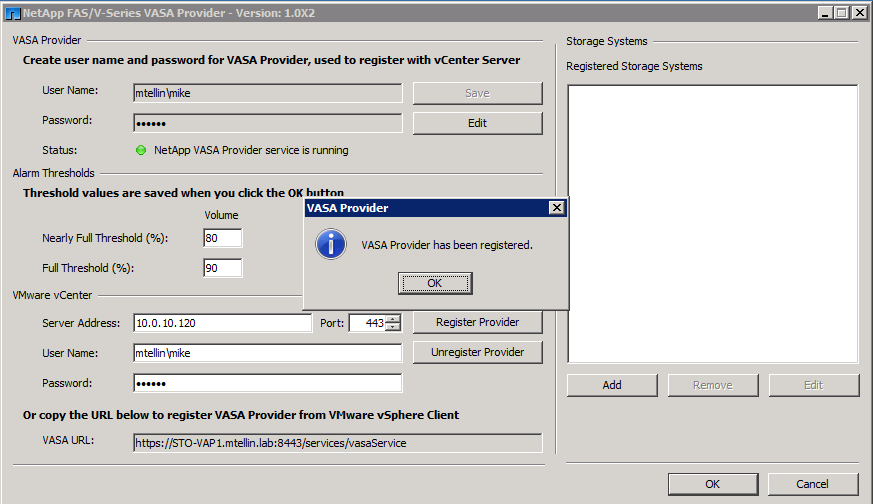 NetApp FAS/V-Series VASA Provider - Version: 1.0X2
VASA Provider
Create user name and password for VASA Provider, used to register with vCenter Server
User Name:
mtellin\mike
Save
Password:
••••••
Edit
Status:
NetApp VASA Provider service is running
Alarm Thresholds
Threshold values are saved when you click the OK button
Volume
Nearly Full Threshold (%):
80
Full Threshold (%):
90
VASA Provider
VASA Provider has been registered.
OK
VMware vCenter
Server Address:
10.0.10.120
Port:
443
Register Provider
User Name:
mtellin\mike
Unregister Provider
Password:
••••••
Or copy the URL below to register VASA Provider from VMware vSphere Client
VASA URL:
https://STO-VAP1.mtellin.lab:8443/services/vasaService
Storage Systems
Registered Storage Systems
Add
Remove
Edit
OK
Cancel